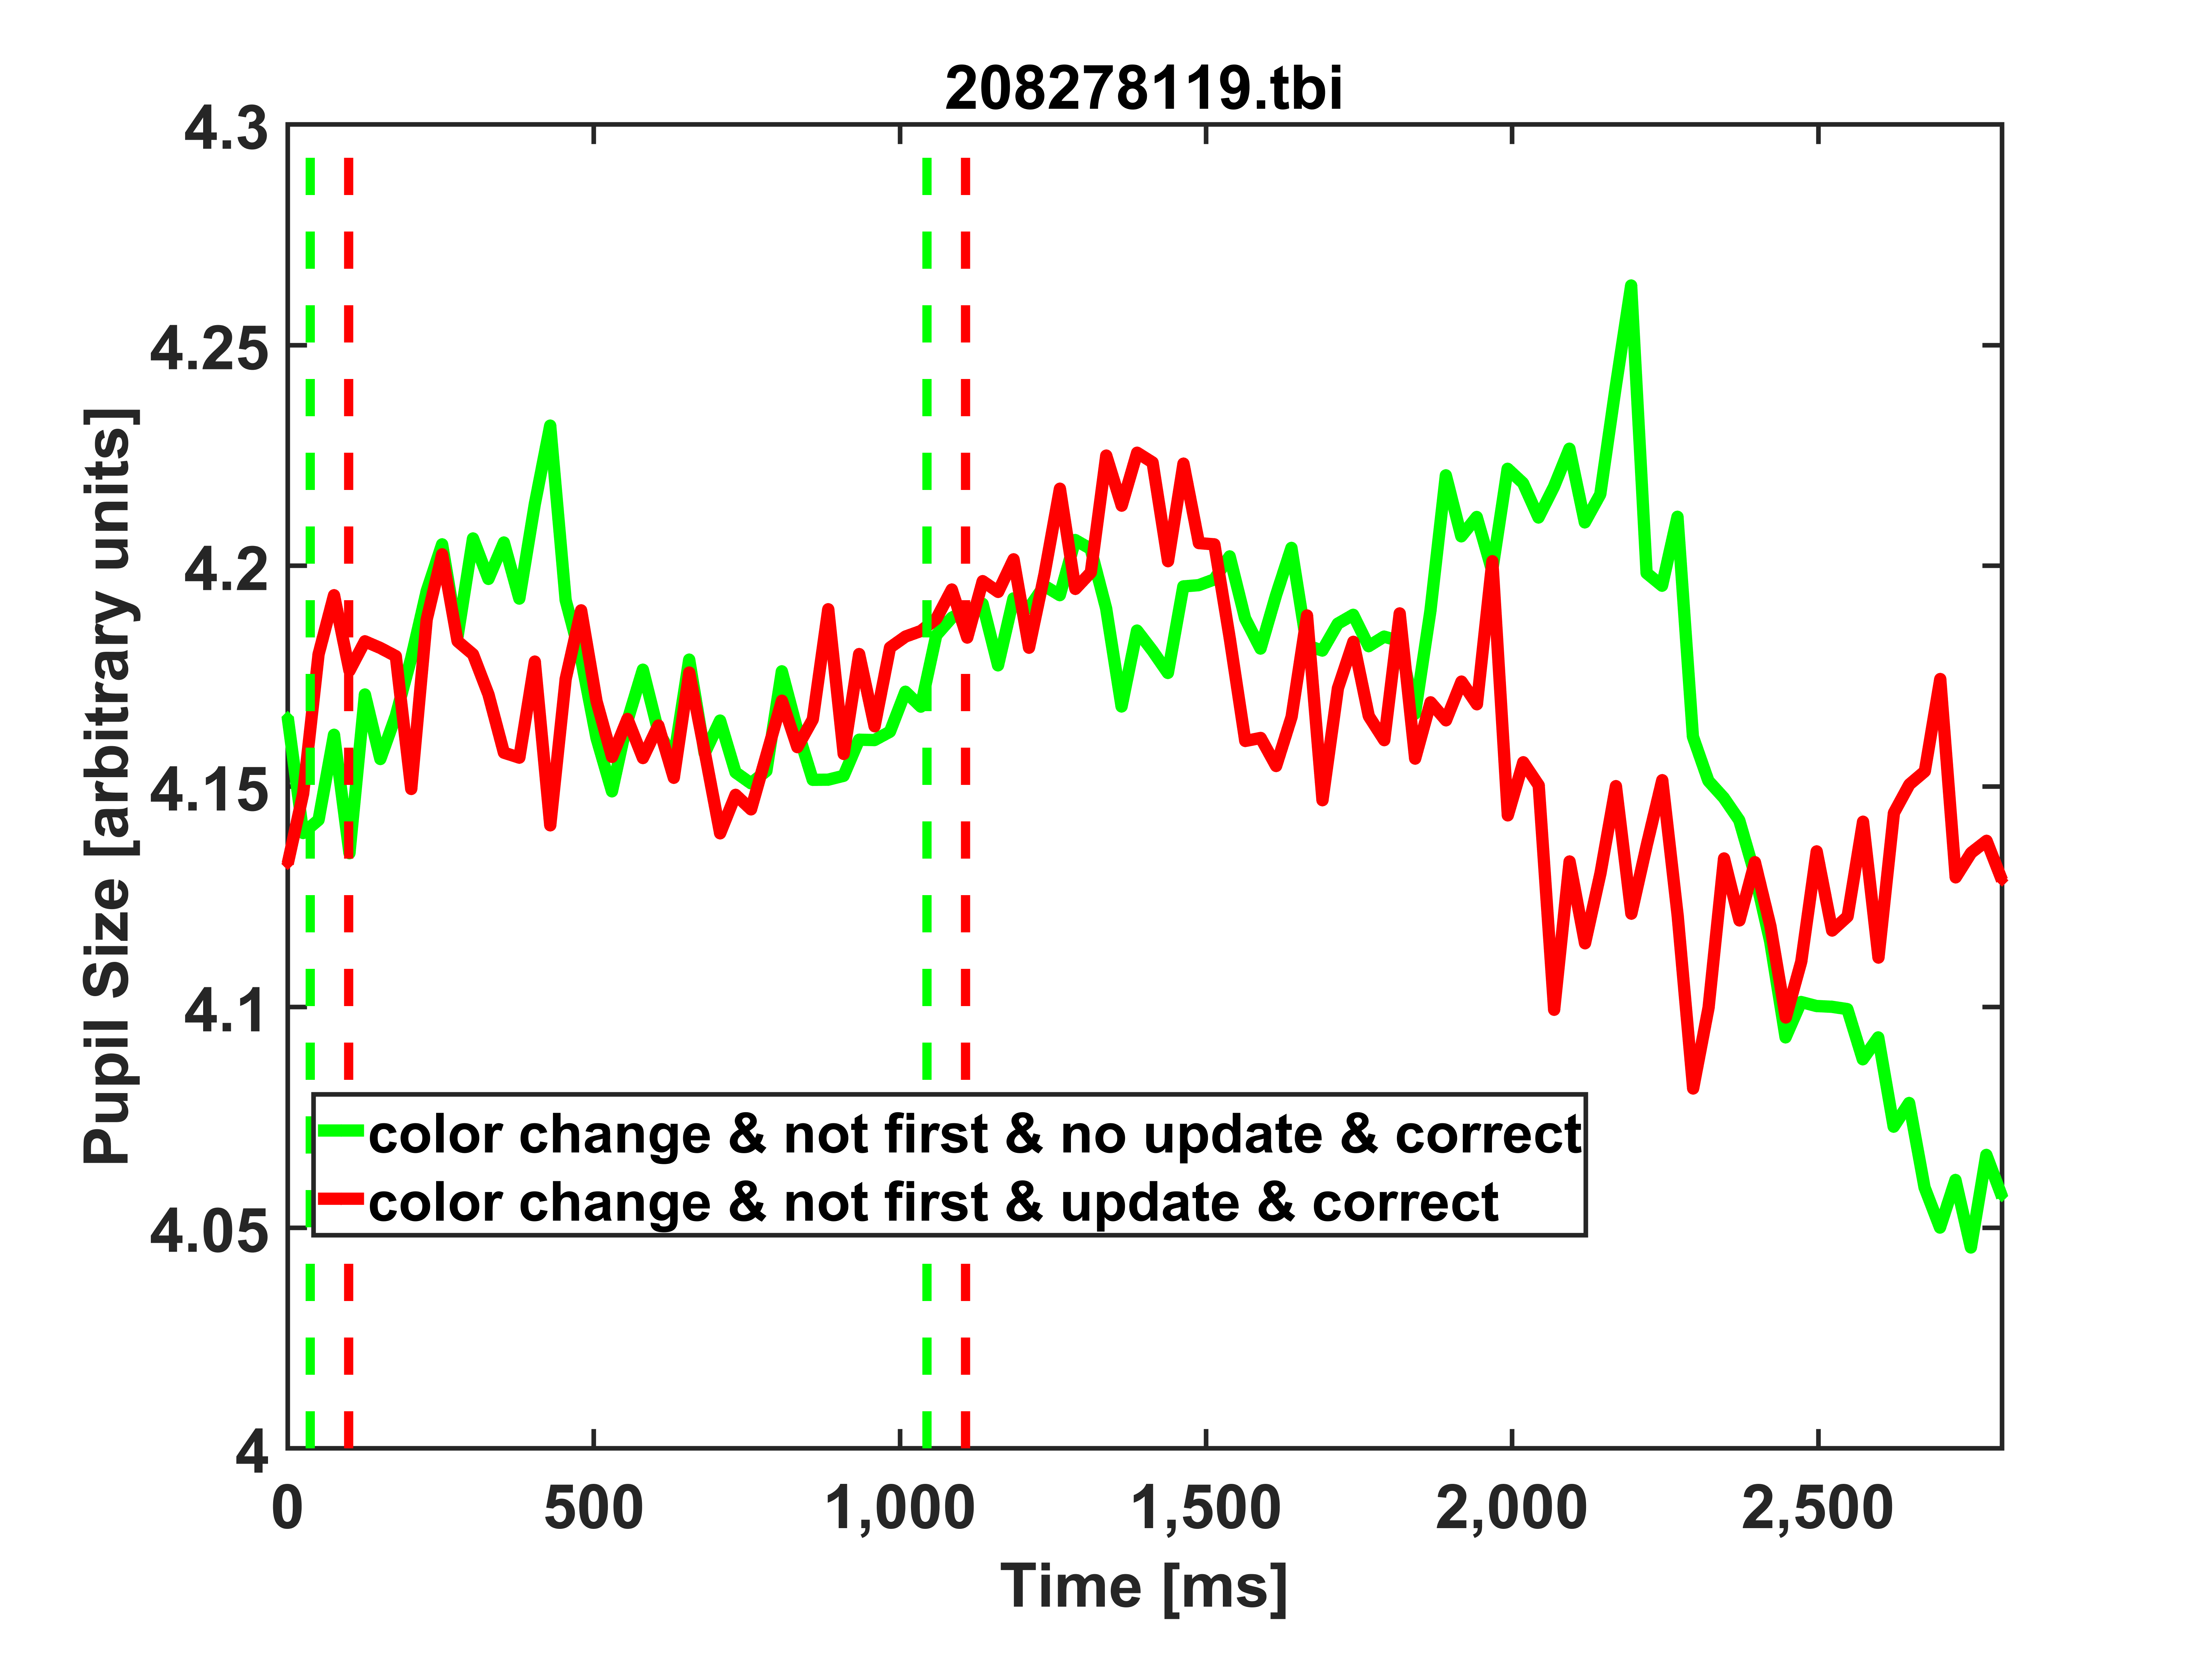 208278119.tbi
4.3
4.25
4.2
4.15
4.1
4.05
4
Pupil Size [arbitrary units]
color change & not first & no update & correct
color change & not first & update & correct
0 500 1,000 1,500 2,000 2,500
Time [ms]